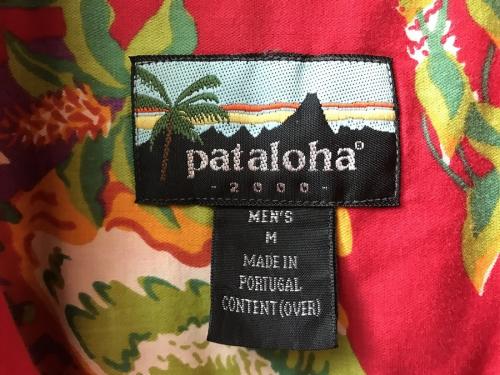 pataloha®
- 2000 -
MEN'S
M
MADE IN
PORTUGAL
CONTENT (OVER)